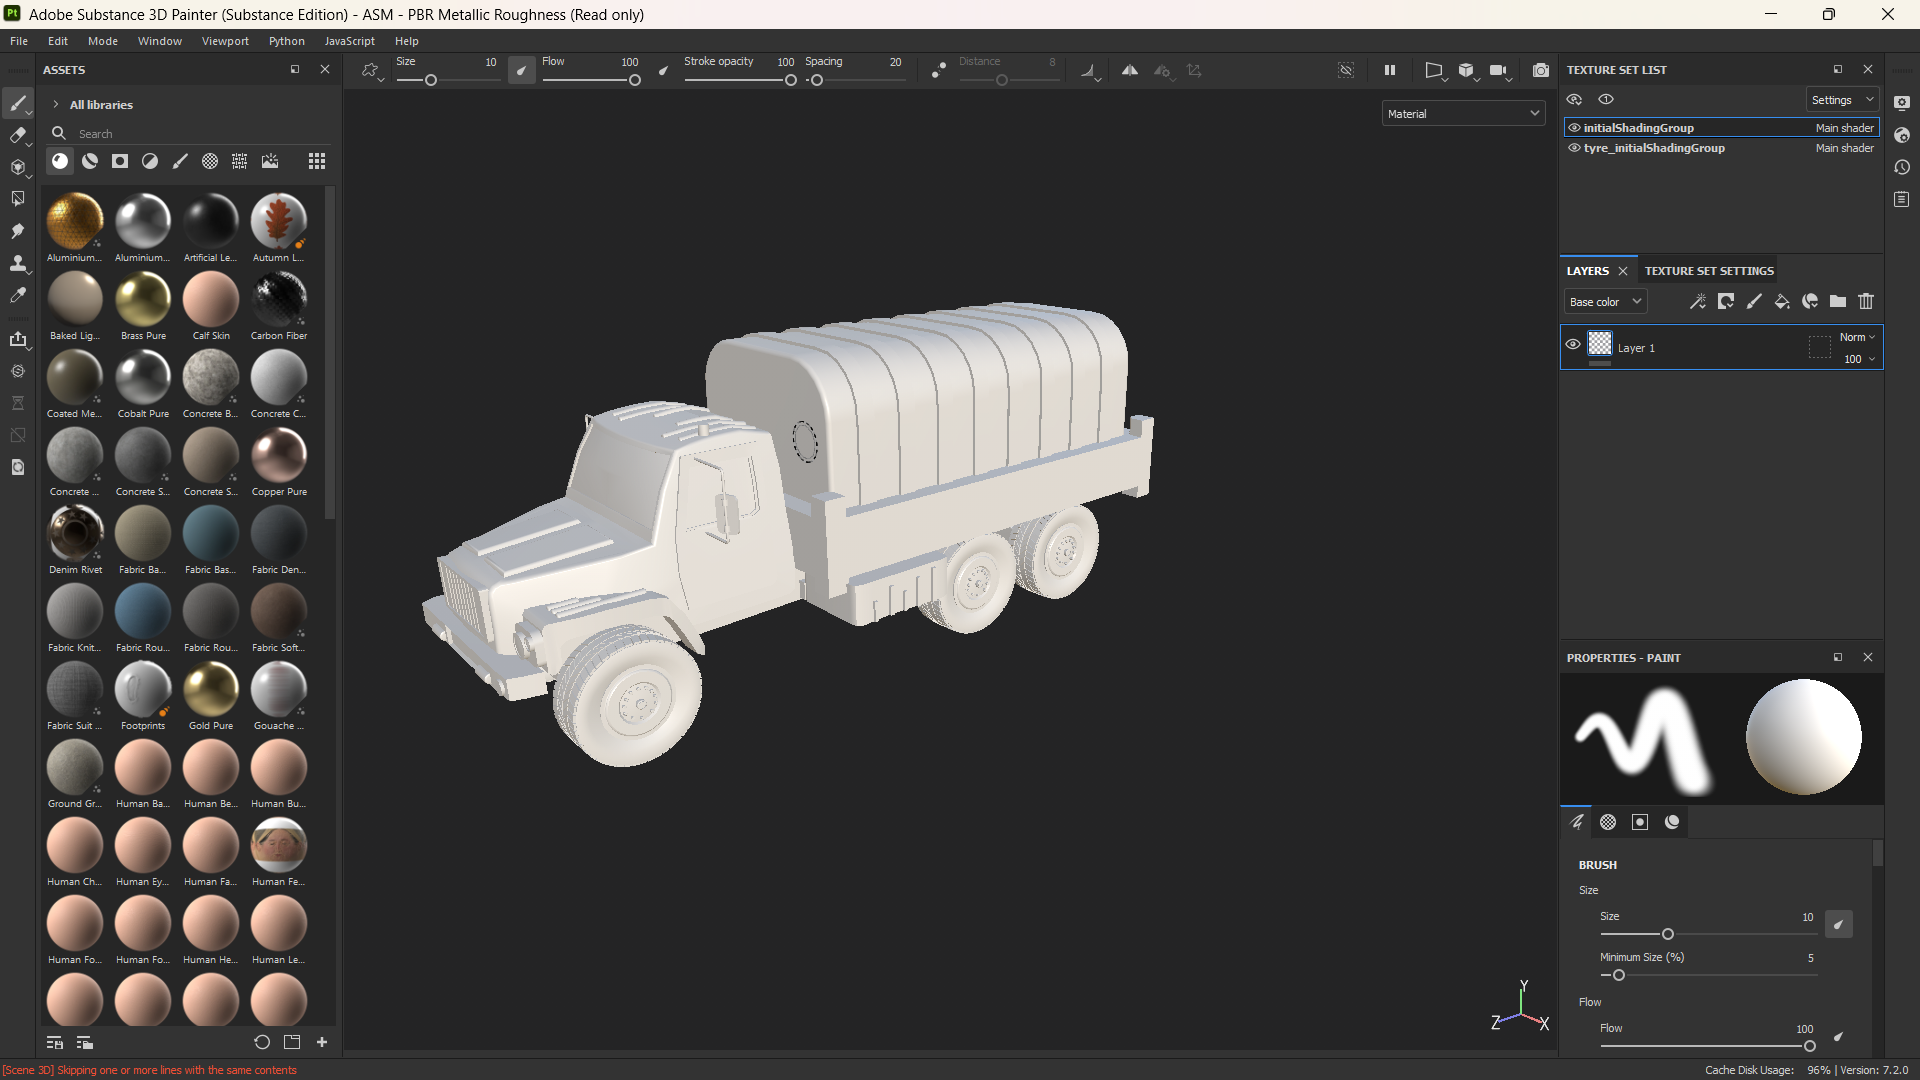 Pt Adobe Substance 3D Painter (Substance Edition) - ASM - PBR Metallic Roughness (Read only)
File Edit Mode Window Viewport Python JavaScript Help
ASSETS
All libraries
Search
Aluminium... Aluminium... Artificial Le... Autumn L...
Baked Lig... Brass Pure Calf Skin Carbon Fiber
Coated Me... Cobalt Pure Concrete B... Concrete C...
Concrete ... Concrete S... Concrete S... Copper Pure
Denim Rivet Fabric Ba... Fabric Bas... Fabric Den...
Fabric Knit... Fabric Rou... Fabric Rou... Fabric Soft...
Fabric Suit ... Footprints Gold Pure Gouache ...
Ground Gr... Human Ba... Human Be... Human Bu...
Human Ch... Human Ey... Human Fa... Human Fe...
Human Fo... Human Fo... Human He... Human Le...
Size 10 Flow 100 Stroke opacity 100 Spacing 20 Distance 8
Material
Y
Z
X
TEXTURE SET LIST
Settings
initialShadingGroup Main shader
tyre_initialShadingGroup Main shader
LAYERS TEXTURE SET SETTINGS
Base color
Layer 1 Norm
100
PROPERTIES - PAINT
BRUSH
Size
Size 10
Minimum Size (%) 5
Flow
Flow 100
[Scene 3D] Skipping one or more lines with the same contents
Cache Disk Usage: 96% | Version: 7.2.0